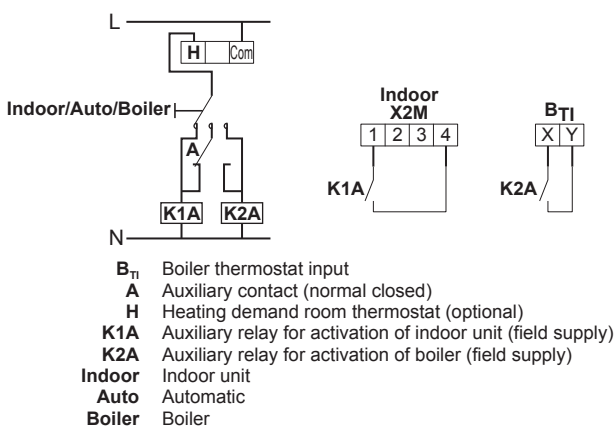 L
H Com
Indoor/Auto/Boiler
A
K1A K2A
N
Indoor
X2M
1 2 3 4
K1A
BTI
X Y
K2A
BTI Boiler thermostat input
A Auxiliary contact (normal closed)
H Heating demand room thermostat (optional)
K1A Auxiliary relay for activation of indoor unit (field supply)
K2A Auxiliary relay for activation of boiler (field supply)
Indoor Indoor unit
Auto Automatic
Boiler Boiler